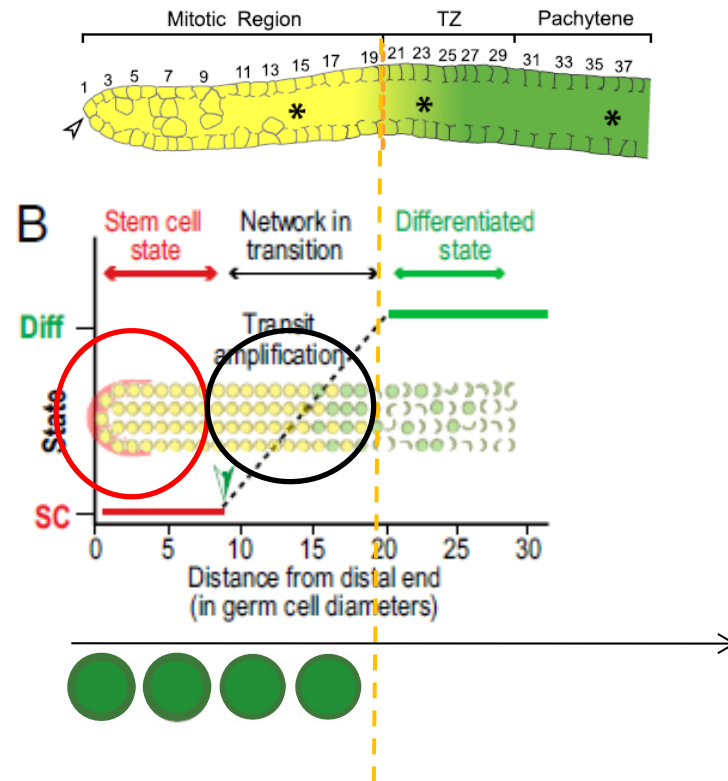 Mitotic Region TZ Pachytene
1 3 5 7 9 11 13 15 17 19 21 23 25 27 29 31 33 35 37
* * *
B
Stem cell
state
Network in
transition
Differentiated
state
Diff
Transit
amplification
State
SC
0 5 10 15 20 25 30
Distance from distal end
(in germ cell diameters)